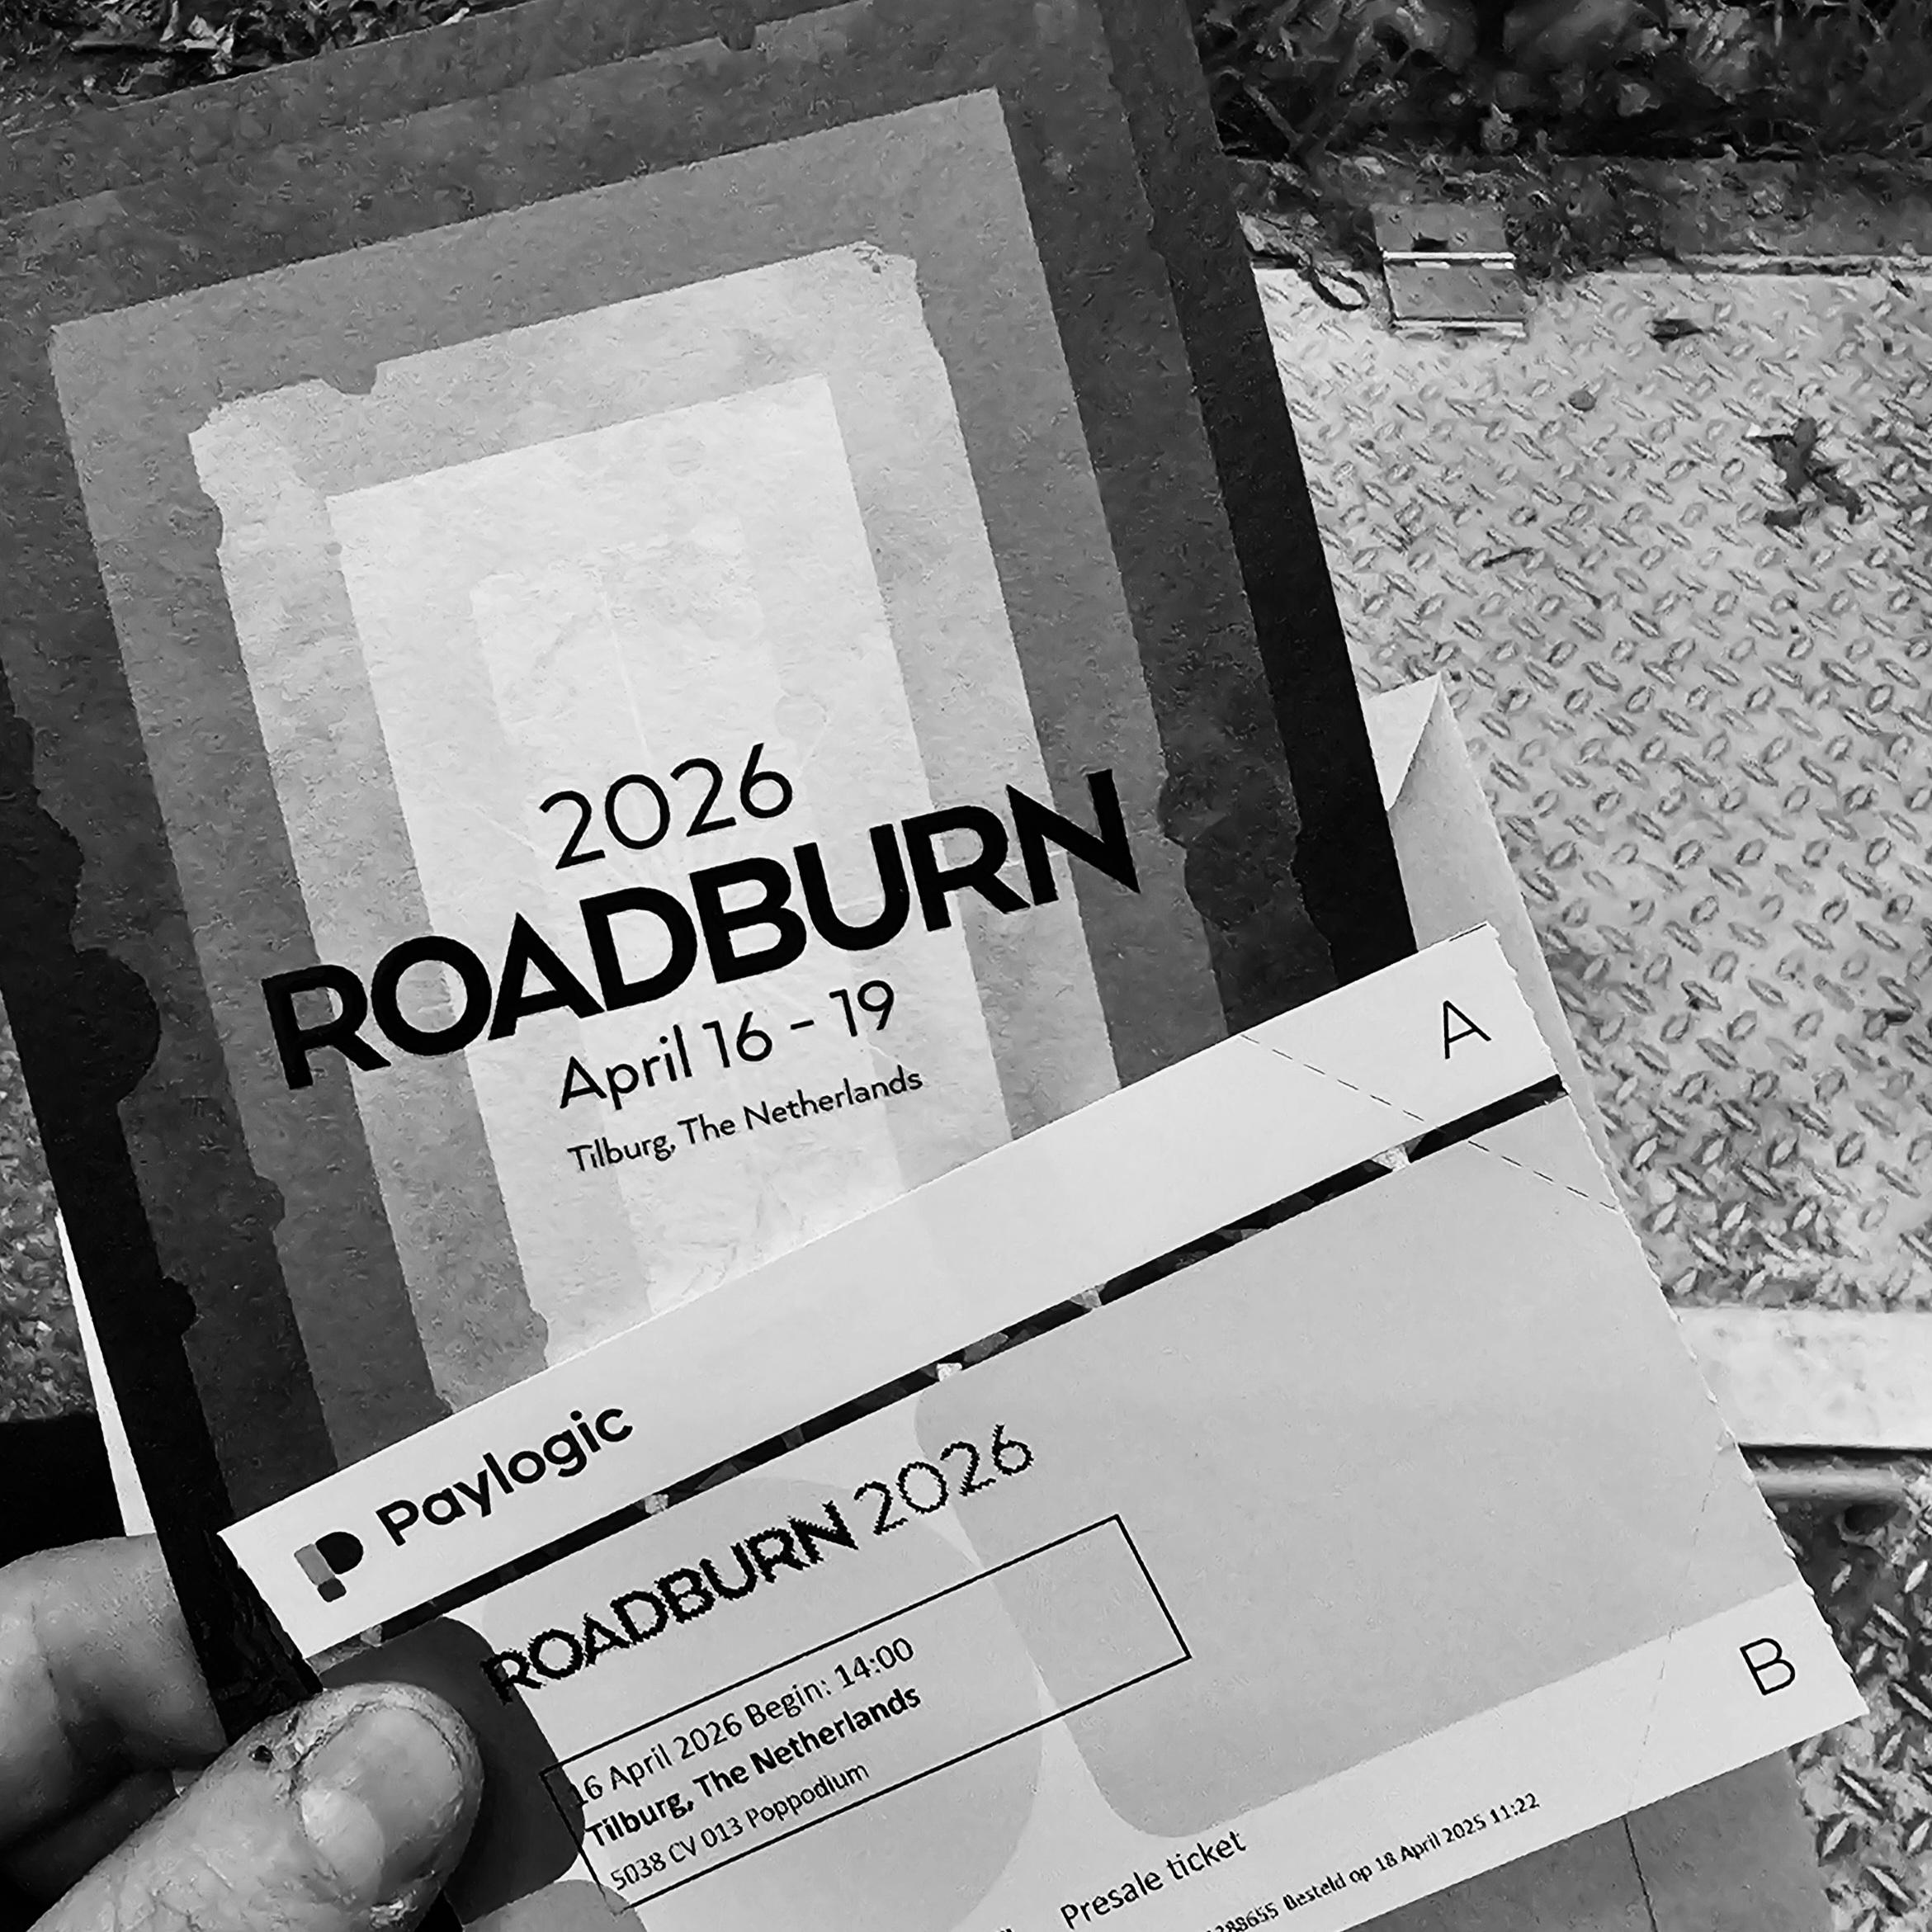 2026
ROADBURN
April 16 - 19
Tilburg, The Netherlands
A
Paylogic
ROADBURN 2026
16 April 2026 Begin: 14:00
Tilburg, The Netherlands
5038 CV 013 Poppodium
B
Presale ticket
288655 Besteld op 18 April 2025 11:22